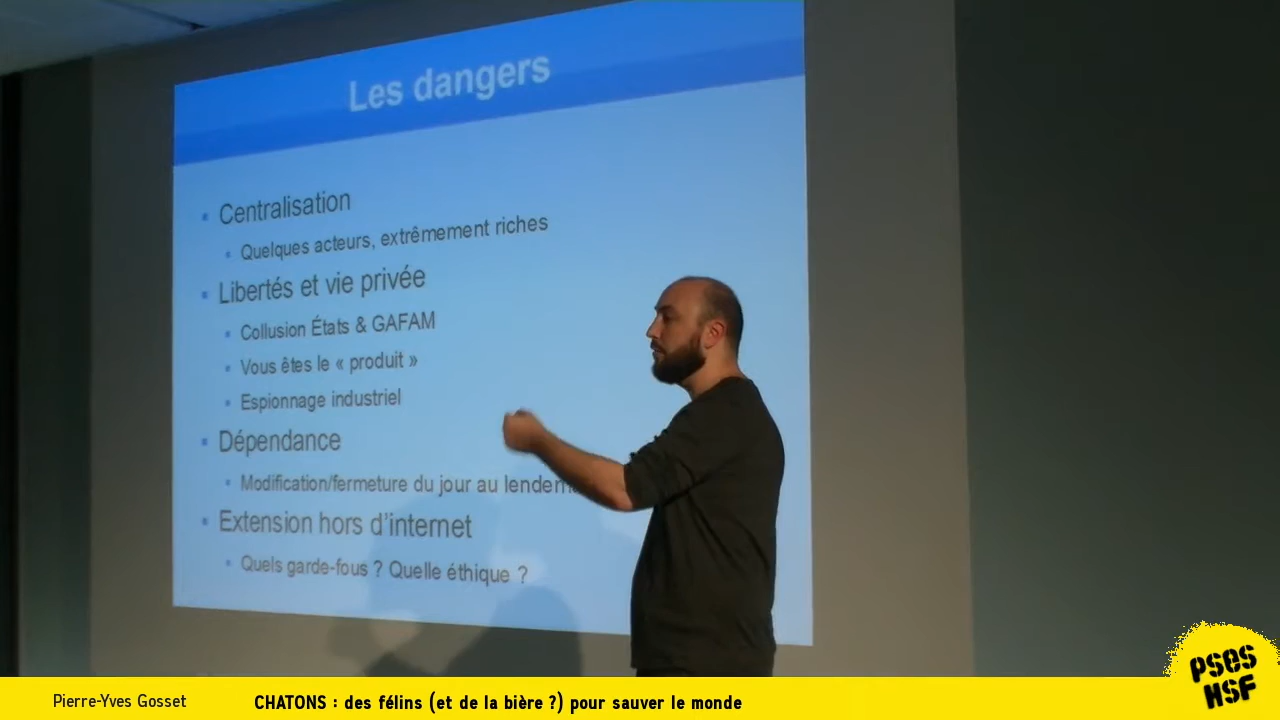 Les dangers
Centralisation
Quelques acteurs, extrêmement riches
Libertés et vie privée
Collusion États & GAFAM
Vous êtes le « produit »
Espionnage industriel
Dépendance
Modification/fermeture du jour au
Extension hors d'internet
Quels garde-fous ? Quelle éthique ?
Pierre-Yves Gosset CHATONS : des félins (et de la bière ?) pour sauver le monde
PSES
HSF